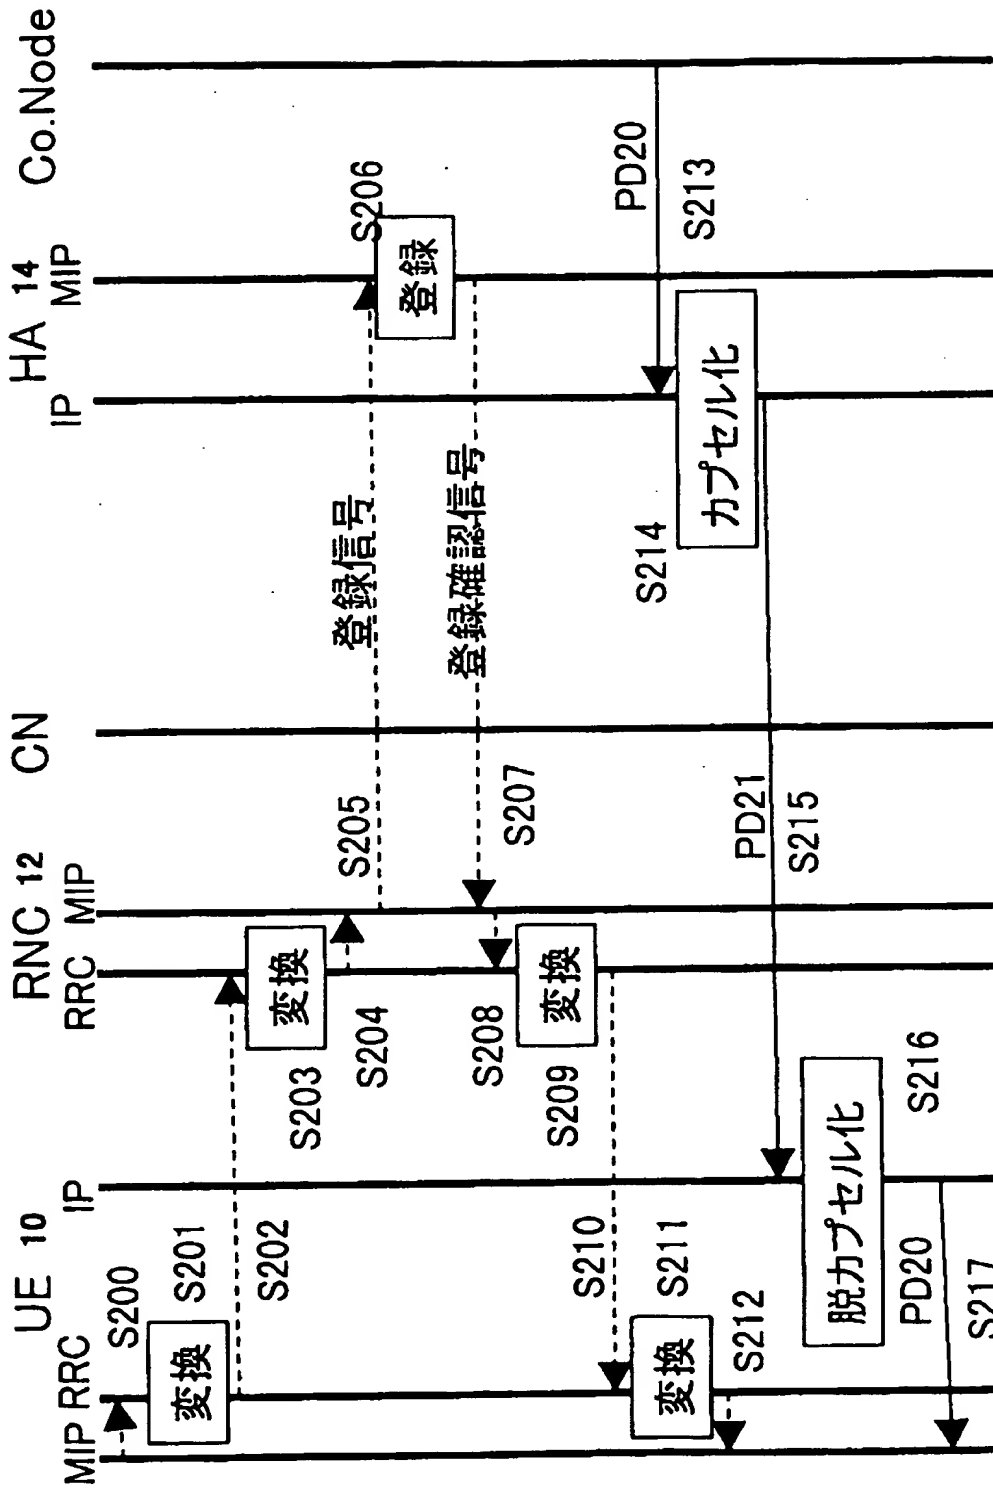 UE 10
RNC 12
CN
HA 14
Co.Node
MIP
RRC
IP
RRC
MIP
IP
MIP
S200
変換
S201
S202
変換
S203
S204
S205
登録信号
登録
S206
登録確認信号
S207
S208
変換
S209
S210
変換
S211
S212
PD20
S213
カプセル化
S214
PD21
S215
脱カプセル化
S216
PD20
S217